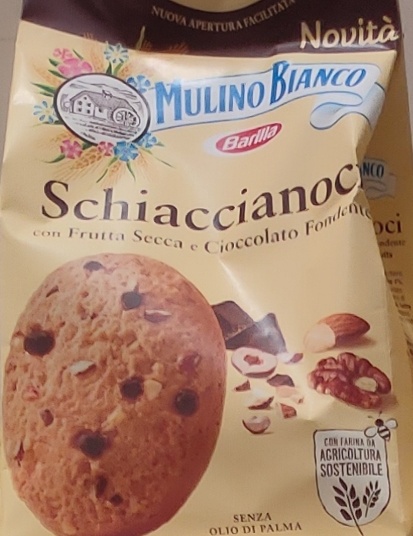 NUOVA APERTURA FACILITATA
Novità
MULINO BIANCO
Barilla
Schiaccianoci
con Frutta Secca e Cioccolato Fondente
CON FARINA DA
AGRICOLTURA
SOSTENIBILE
SENZA
OLIO DI PALMA